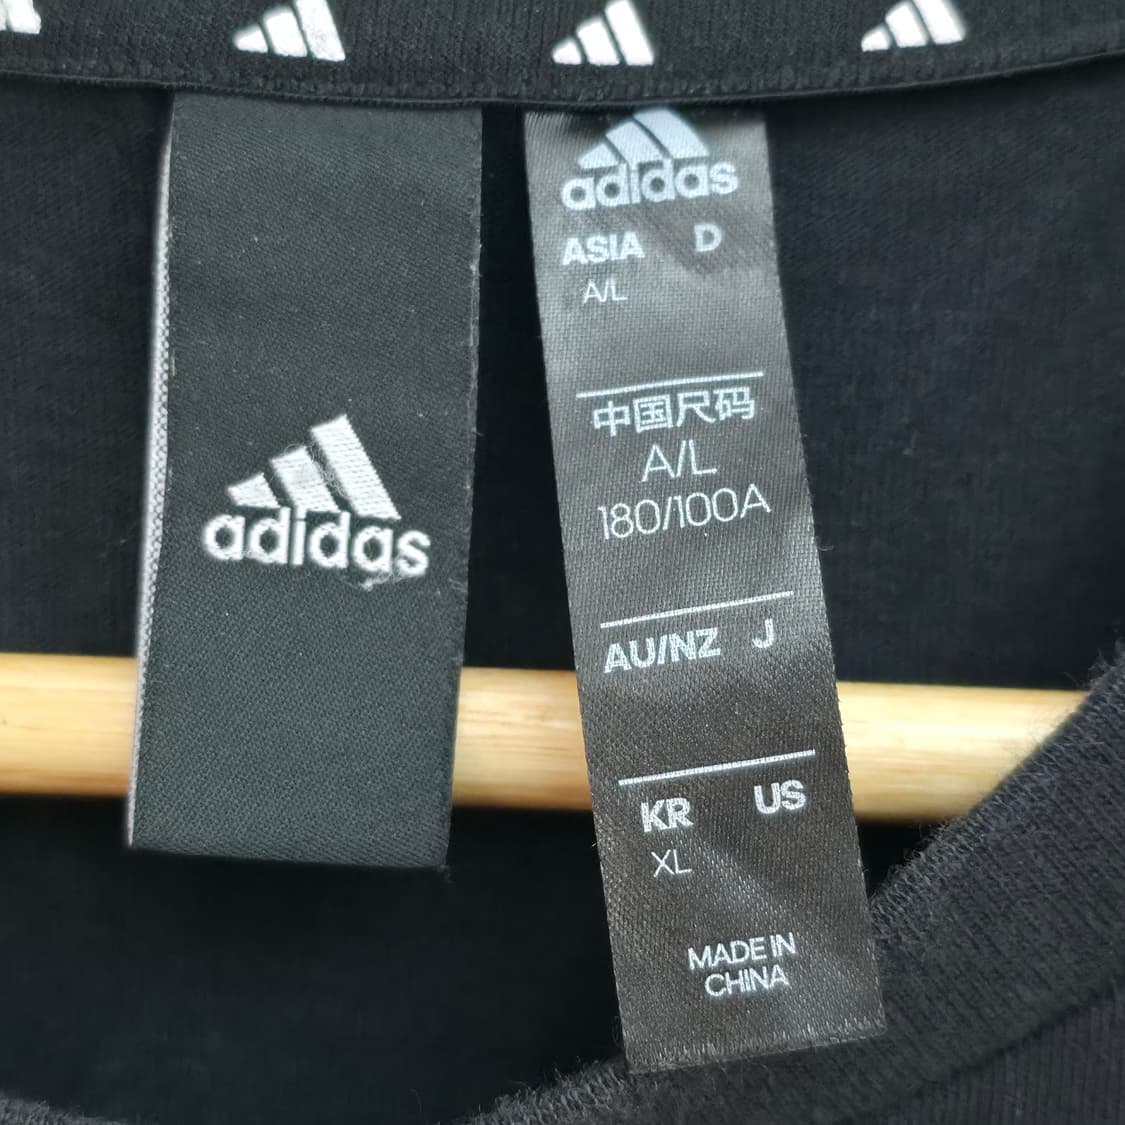 adidas
adidas
ASIA D
A/L
中国尺码
A/L
180/100A
AU/NZ J
KR US
XL
MADE IN
CHINA